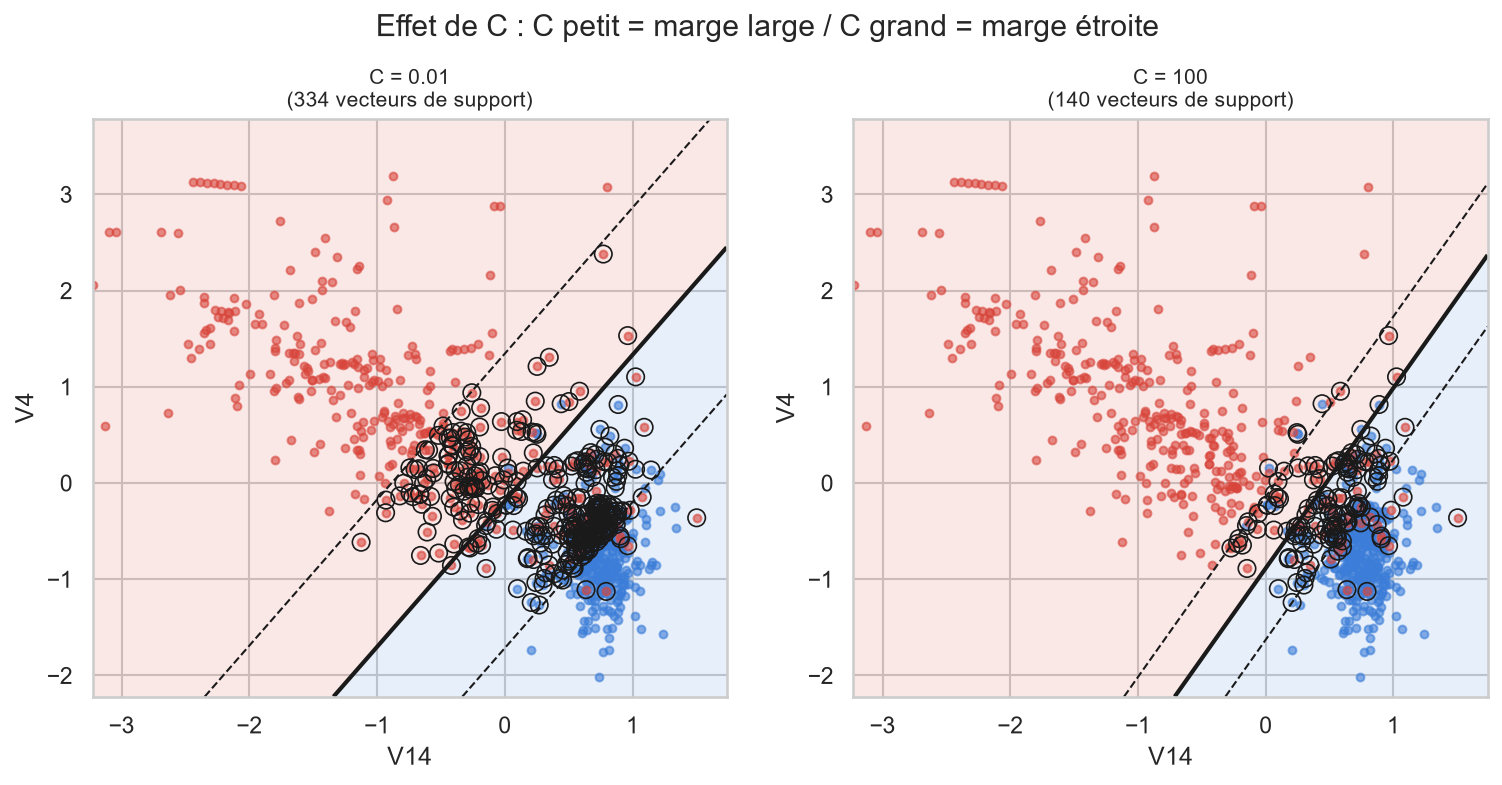 Effet de C : C petit = marge large / C grand = marge étroite
C = 0.01
(334 vecteurs de support)
V4
3
2
1
0
−1
−2
−3
−2
−1
0
1
V14
C = 100
(140 vecteurs de support)
V4
3
2
1
0
−1
−2
−3
−2
−1
0
1
V14